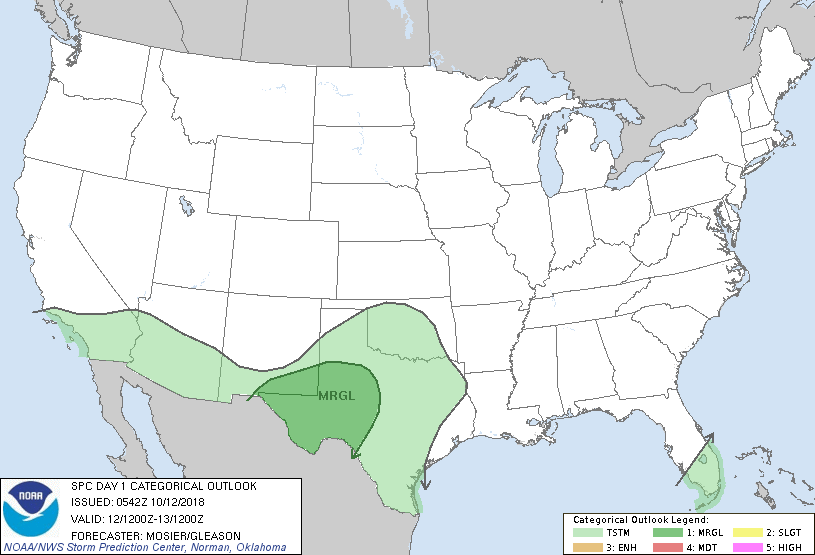 MRGL
NOAA
SPC DAY 1 CATEGORICAL OUTLOOK
ISSUED: 0542Z 10/12/2018
VALID: 12/1200Z-13/1200Z
FORECASTER: MOSIER/GLEASON
NOAA/NWS Storm Prediction Center, Norman, Oklahoma
Categorical Outlook Legend:
TSTM 1: MRGL 2: SLGT
3: ENH 4: MDT 5: HIGH